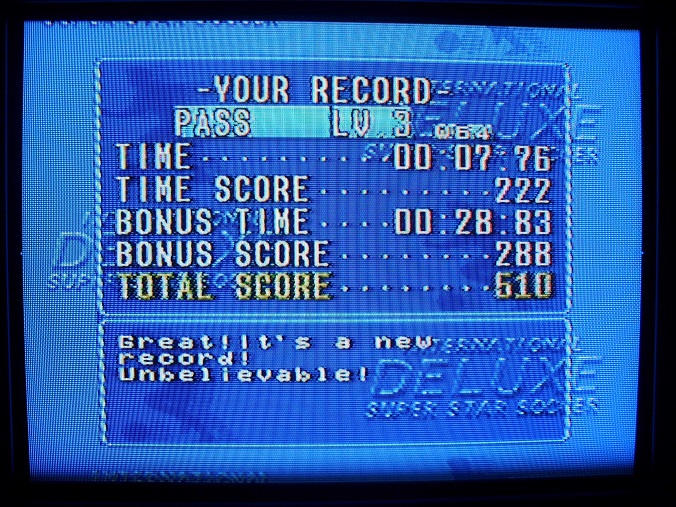 -YOUR RECORD-
PASS LV 3
TIME ········ 00:07:76
TIME SCORE ········· 222
BONUS TIME ···· 00:28:83
BONUS SCORE ········ 288
TOTAL SCORE ········ 510
Great!It's a new
record!
Unbelievable!
INTERNATIONAL
DELUXE
SUPER STAR SOCCER